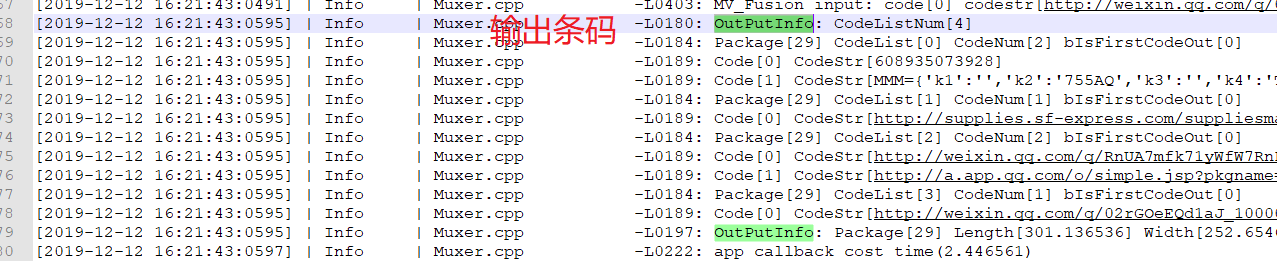 67 [2019-12-12 16:21:43:0491] | Info | Muxer.cpp -L0403: MV_Fusion input: code[0] codestr[http://weixin.qq.com/q/
68 [2019-12-12 16:21:43:0595] | Info | Muxer.cpp -L0180: OutPutInfo: CodeListNum[4]
输出条码
69 [2019-12-12 16:21:43:0595] | Info | Muxer.cpp -L0184: Package[29] CodeList[0] CodeNum[2] bIsFirstCodeOut[0]
70 [2019-12-12 16:21:43:0595] | Info | Muxer.cpp -L0189: Code[0] CodeStr[608935073928]
71 [2019-12-12 16:21:43:0595] | Info | Muxer.cpp -L0189: Code[1] CodeStr[MMM={'k1':'','k2':'755AQ','k3':'','k4':'
72 [2019-12-12 16:21:43:0595] | Info | Muxer.cpp -L0184: Package[29] CodeList[1] CodeNum[1] bIsFirstCodeOut[0]
73 [2019-12-12 16:21:43:0595] | Info | Muxer.cpp -L0189: Code[0] CodeStr[http://supplies.sf-express.com/suppliesma
74 [2019-12-12 16:21:43:0595] | Info | Muxer.cpp -L0184: Package[29] CodeList[2] CodeNum[2] bIsFirstCodeOut[0]
75 [2019-12-12 16:21:43:0595] | Info | Muxer.cpp -L0189: Code[0] CodeStr[http://weixin.qq.com/q/RnUA7mfk71yWfW7Rn
76 [2019-12-12 16:21:43:0595] | Info | Muxer.cpp -L0189: Code[1] CodeStr[http://a.app.qq.com/o/simple.jsp?pkgname=
77 [2019-12-12 16:21:43:0595] | Info | Muxer.cpp -L0184: Package[29] CodeList[3] CodeNum[1] bIsFirstCodeOut[0]
78 [2019-12-12 16:21:43:0595] | Info | Muxer.cpp -L0189: Code[0] CodeStr[http://weixin.qq.com/q/02rGOeEQd1aJ_1000
79 [2019-12-12 16:21:43:0595] | Info | Muxer.cpp -L0197: OutPutInfo: Package[29] Length[301.136536] Width[252.654
80 [2019-12-12 16:21:43:0597] | Info | Muxer.cpp -L0222: app callback cost time(2.446561)